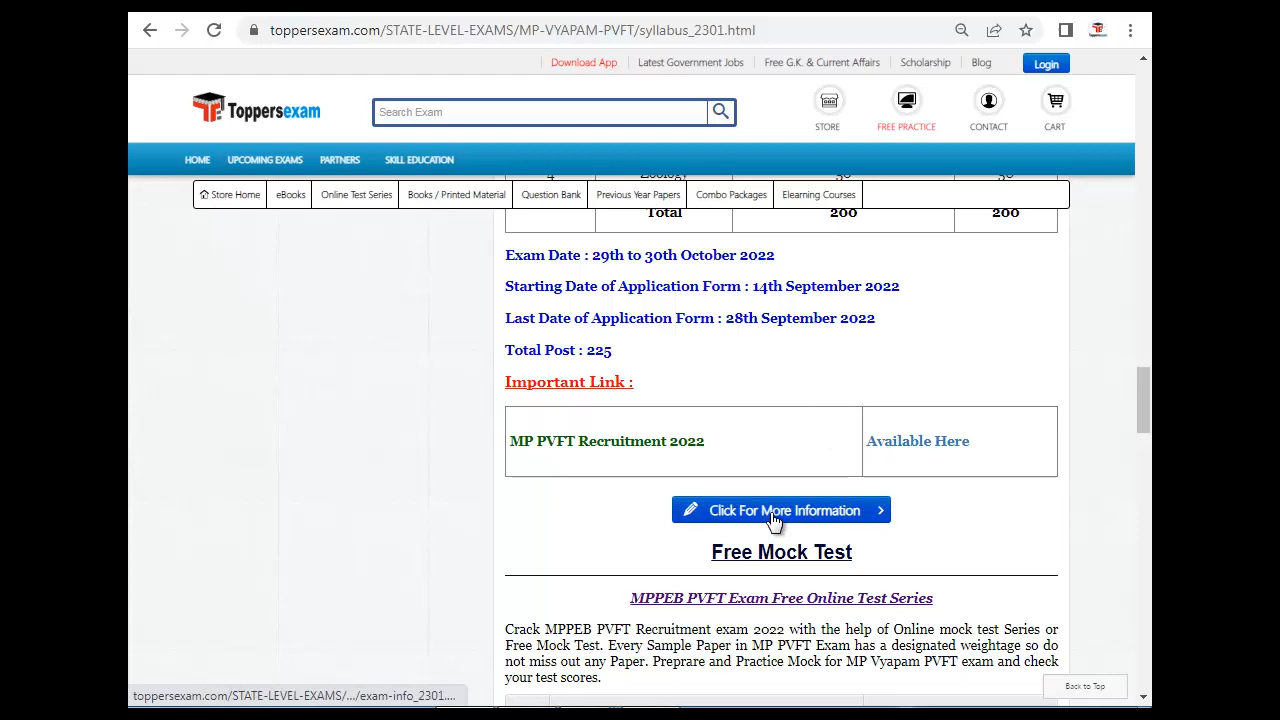 toppersexam.com/STATE-LEVEL-EXAMS/MP-VYAPAM-PVFT/syllabus_2301.html
Download App
Latest Government Jobs
Free G.K. & Current Affairs
Scholarship
Blog
Login
Toppersexam
Search Exam
STORE
FREE PRACTICE
CONTACT
CART
HOME
UPCOMING EXAMS
PARTNERS
SKILL EDUCATION
4 Zoology 50 50
Store Home
eBooks
Online Test Series
Books / Printed Material
Question Bank
Previous Year Papers
Combo Packages
Elearning Courses
Total 200 200
Exam Date : 29th to 30th October 2022
Starting Date of Application Form : 14th September 2022
Last Date of Application Form : 28th September 2022
Total Post : 225
Important Link :
MP PVFT Recruitment 2022
Available Here
Click For More Information
Free Mock Test
MPPEB PVFT Exam Free Online Test Series
Crack MPPEB PVFT Recruitment exam 2022 with the help of Online mock test Series or
Free Mock Test. Every Sample Paper in MP PVFT Exam has a designated weightage so do
not miss out any Paper. Preprare and Practice Mock for MP Vyapam PVFT exam and check
your test scores.
Back to Top
toppersexam.com/STATE-LEVEL-EXAMS/.../exam-info_2301....